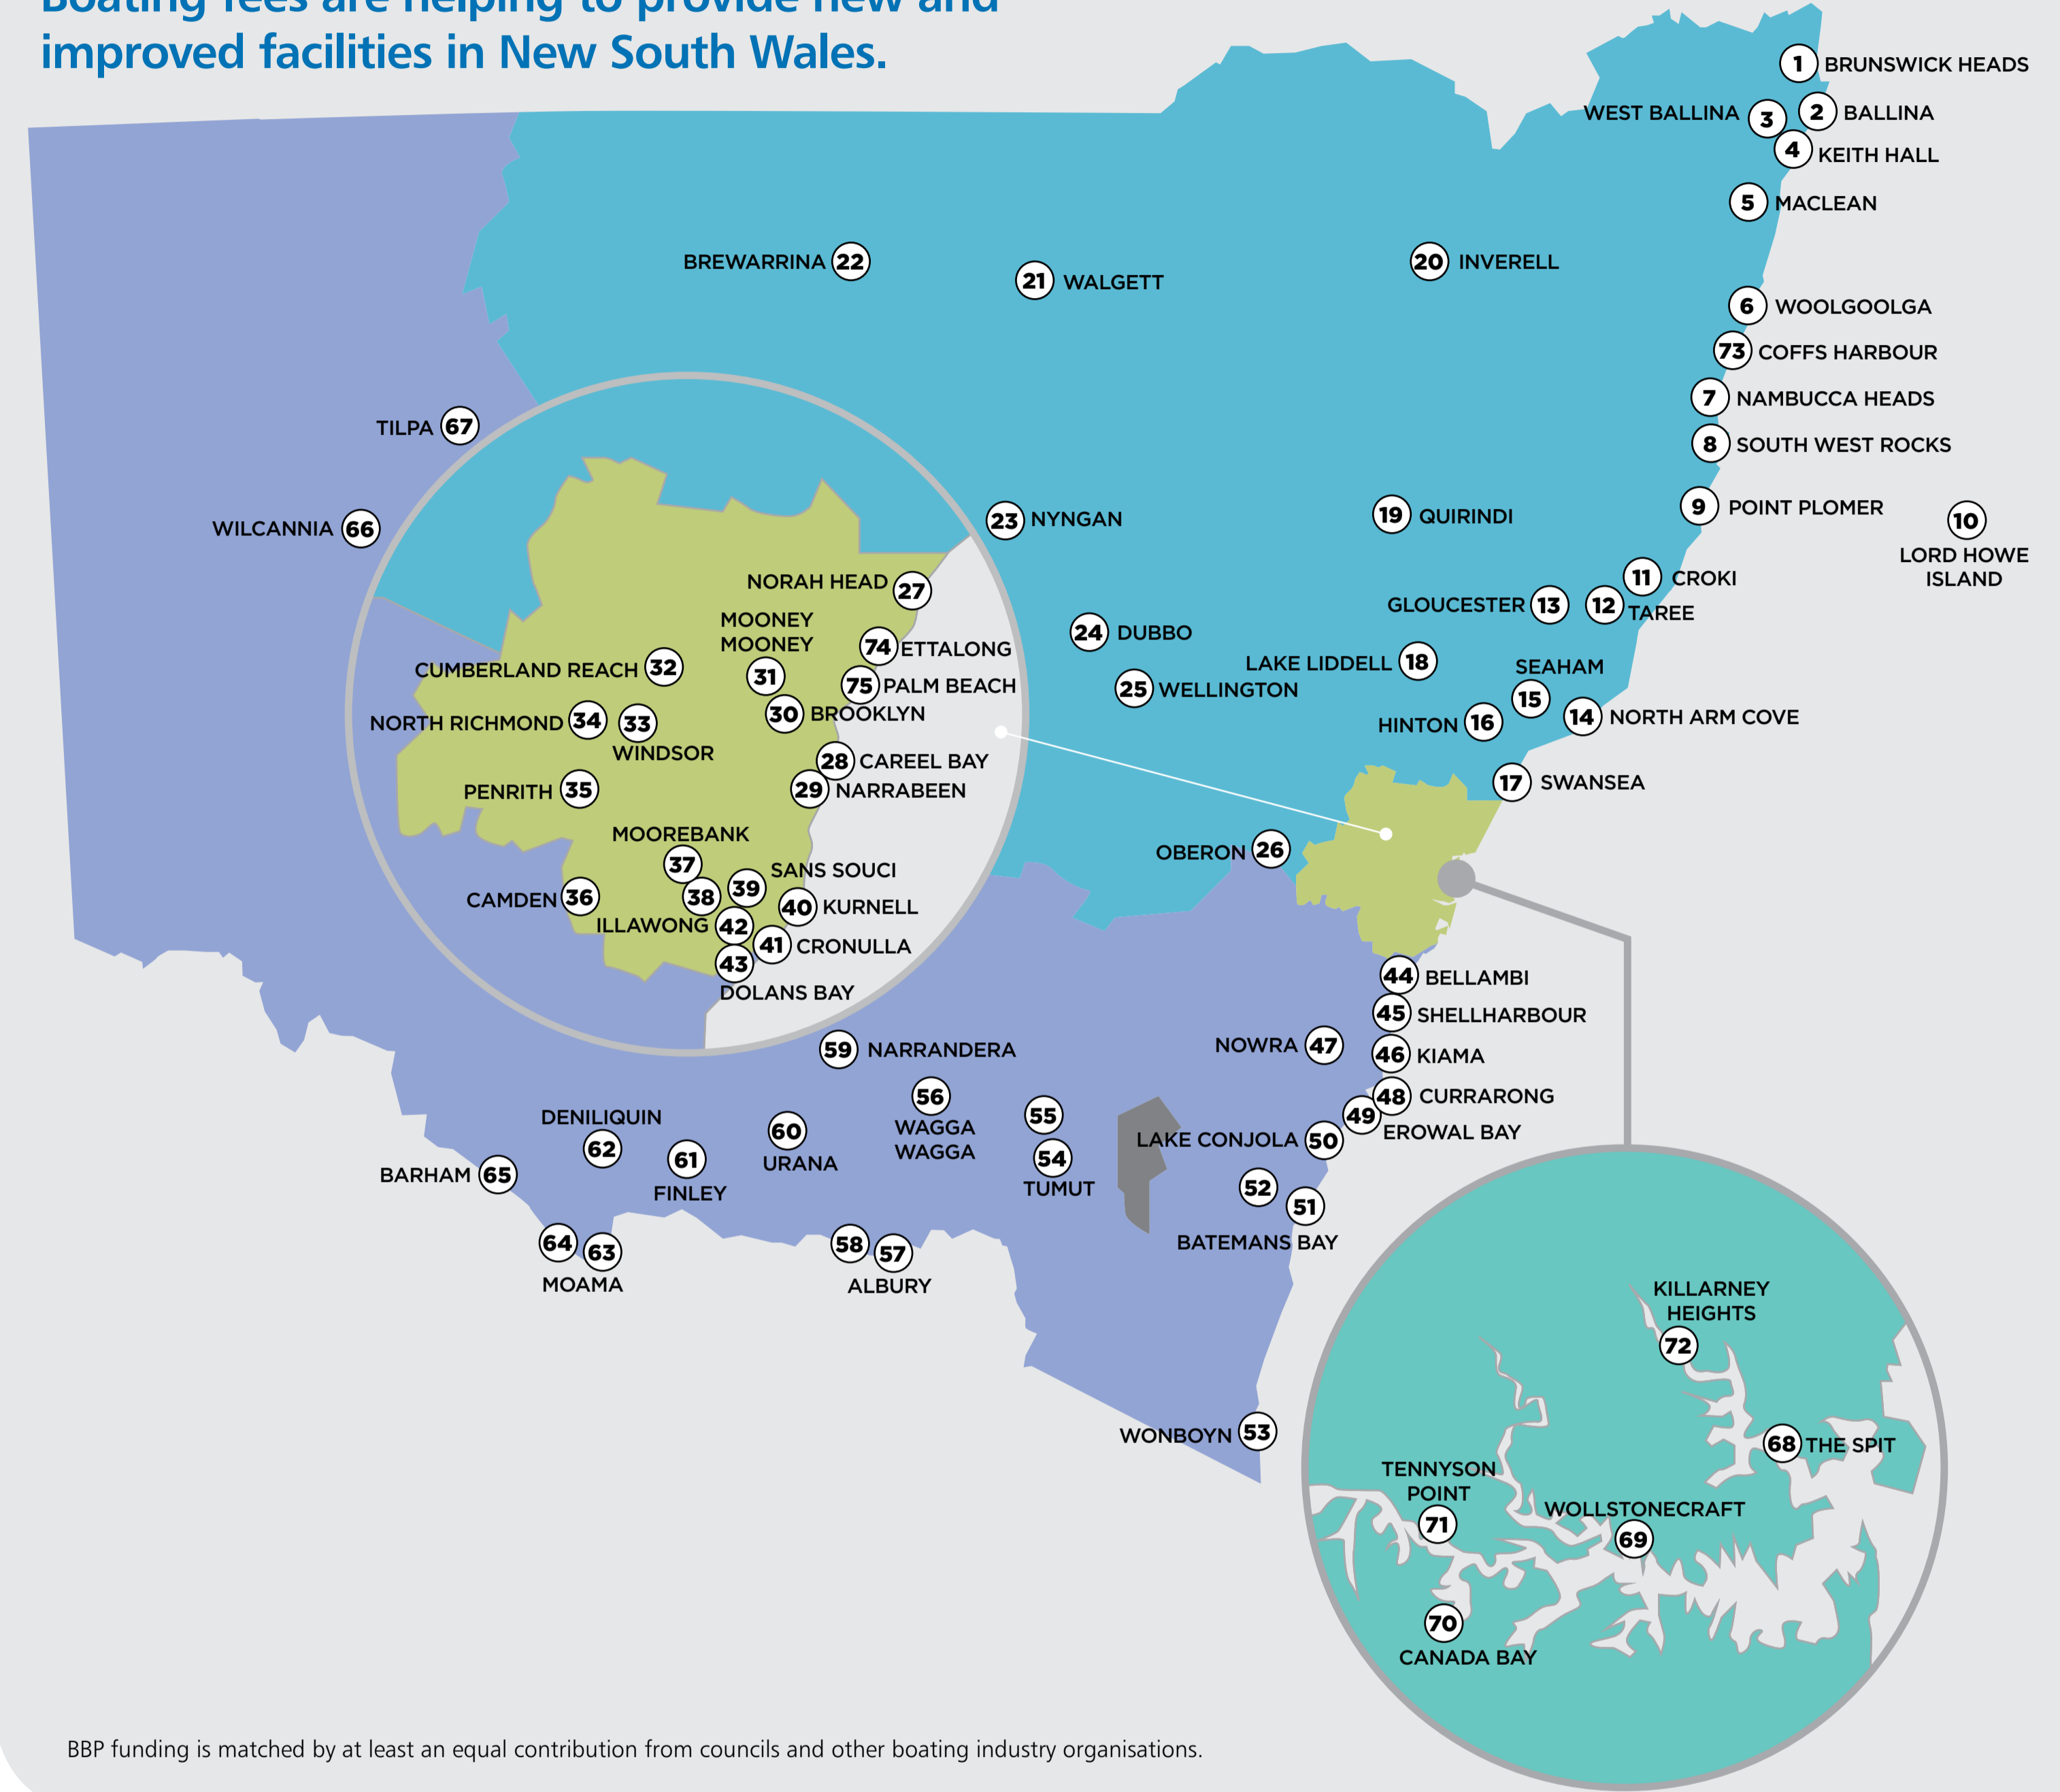 Boating fees are helping to provide new and
improved facilities in New South Wales.
1 BRUNSWICK HEADS
WEST BALLINA 3 2 BALLINA
4 KEITH HALL
5 MACLEAN
BREWARRINA 22
21 WALGETT
20 INVERELL
6 WOOLGOOLGA
73 COFFS HARBOUR
7 NAMBUCCA HEADS
8 SOUTH WEST ROCKS
TILPA 67
WILCANNIA 66
23 NYNGAN
19 QUIRINDI
9 POINT PLOMER
10
LORD HOWE
ISLAND
11 CROKI
GLOUCESTER 13
12 TAREE
24 DUBBO
LAKE LIDDELL 18
25 WELLINGTON
SEAHAM
15
HINTON 16
14 NORTH ARM COVE
17 SWANSEA
OBERON 26
NORAH HEAD 27
MOONEY
MOONEY
31
74 ETTALONG
CUMBERLAND REACH 32
75 PALM BEACH
30 BROOKLYN
NORTH RICHMOND 34
33
WINDSOR
28 CAREEL BAY
PENRITH 35
29 NARRABEEN
MOOREBANK
37
38
39 SANS SOUCI
CAMDEN 36
40 KURNELL
ILLAWONG 42
41 CRONULLA
43
DOLANS BAY
44 BELLAMBI
45 SHELLHARBOUR
NOWRA 47
46 KIAMA
48 CURRARONG
49 EROWAL BAY
LAKE CONJOLA 50
52
51
BATEMANS BAY
59 NARRANDERA
56
WAGGA
WAGGA
55
54
TUMUT
DENILIQUIN
62
60
URANA
61
FINLEY
BARHAM 65
64
63
MOAMA
58
57
ALBURY
WONBOYN 53
KILLARNEY
HEIGHTS
72
68 THE SPIT
TENNYSON
POINT
71
WOLLSTONECRAFT
69
70
CANADA BAY
BBP funding is matched by at least an equal contribution from councils and other boating industry organisations.